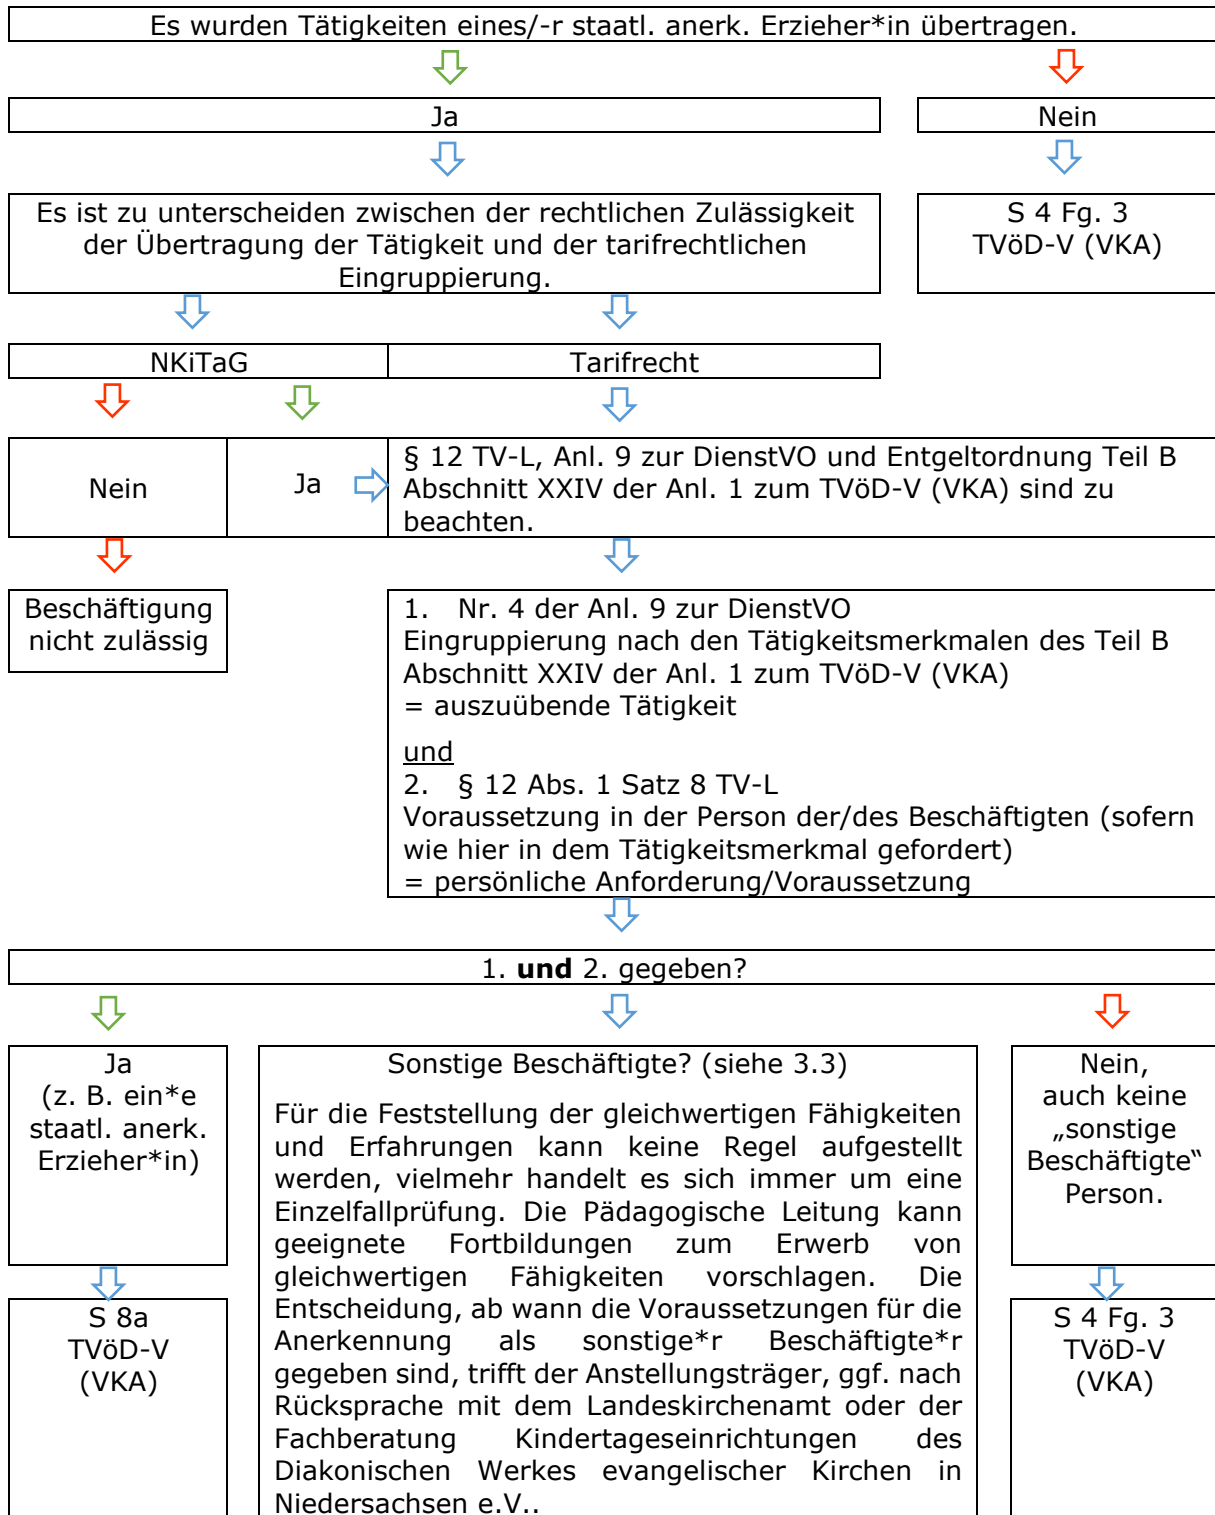 Es wurden Tätigkeiten eines/-r staatl. anerk. Erzieher*in übertragen.
Ja
Nein
Es ist zu unterscheiden zwischen der rechtlichen Zulässigkeit
der Übertragung der Tätigkeit und der tarifrechtlichen
Eingruppierung.
S 4 Fg. 3
TVöD-V (VKA)
NKiTaG
Tarifrecht
Nein
Ja
§ 12 TV-L, Anl. 9 zur DienstVO und Entgeltordnung Teil B
Abschnitt XXIV der Anl. 1 zum TVöD-V (VKA) sind zu
beachten.
Beschäftigung
nicht zulässig
1. Nr. 4 der Anl. 9 zur DienstVO
Eingruppierung nach den Tätigkeitsmerkmalen des Teil B
Abschnitt XXIV der Anl. 1 zum TVöD-V (VKA)
= auszuübende Tätigkeit
und
2. § 12 Abs. 1 Satz 8 TV-L
Voraussetzung in der Person der/des Beschäftigten (sofern
wie hier in dem Tätigkeitsmerkmal gefordert)
= persönliche Anforderung/Voraussetzung
1. und 2. gegeben?
Ja
(z. B. ein*e
staatl. anerk.
Erzieher*in)
Sonstige Beschäftigte? (siehe 3.3)
Für die Feststellung der gleichwertigen Fähigkeiten
und Erfahrungen kann keine Regel aufgestellt
werden, vielmehr handelt es sich immer um eine
Einzelfallprüfung. Die Pädagogische Leitung kann
geeignete Fortbildungen zum Erwerb von
gleichwertigen Fähigkeiten vorschlagen. Die
Entscheidung, ab wann die Voraussetzungen für die
Anerkennung als sonstige*r Beschäftigte*r
gegeben sind, trifft der Anstellungsträger, ggf. nach
Rücksprache mit dem Landeskirchenamt oder der
Fachberatung Kindertageseinrichtungen des
Diakonischen Werkes evangelischer Kirchen in
Niedersachsen e.V..
Nein,
auch keine
„sonstige
Beschäftigte“
Person.
S 8a
TVöD-V
(VKA)
S 4 Fg. 3
TVöD-V
(VKA)